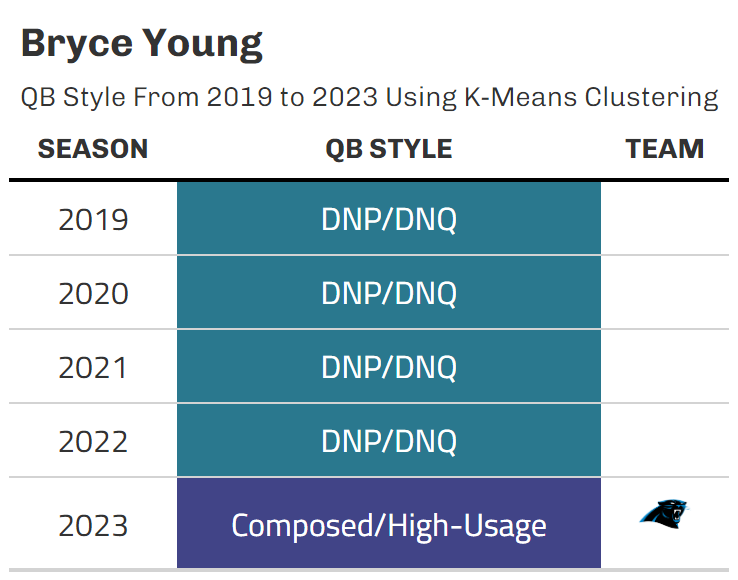 Bryce Young
QB Style From 2019 to 2023 Using K-Means Clustering
SEASON QB STYLE TEAM
2019 DNP/DNQ
2020 DNP/DNQ
2021 DNP/DNQ
2022 DNP/DNQ
2023 Composed/High-Usage